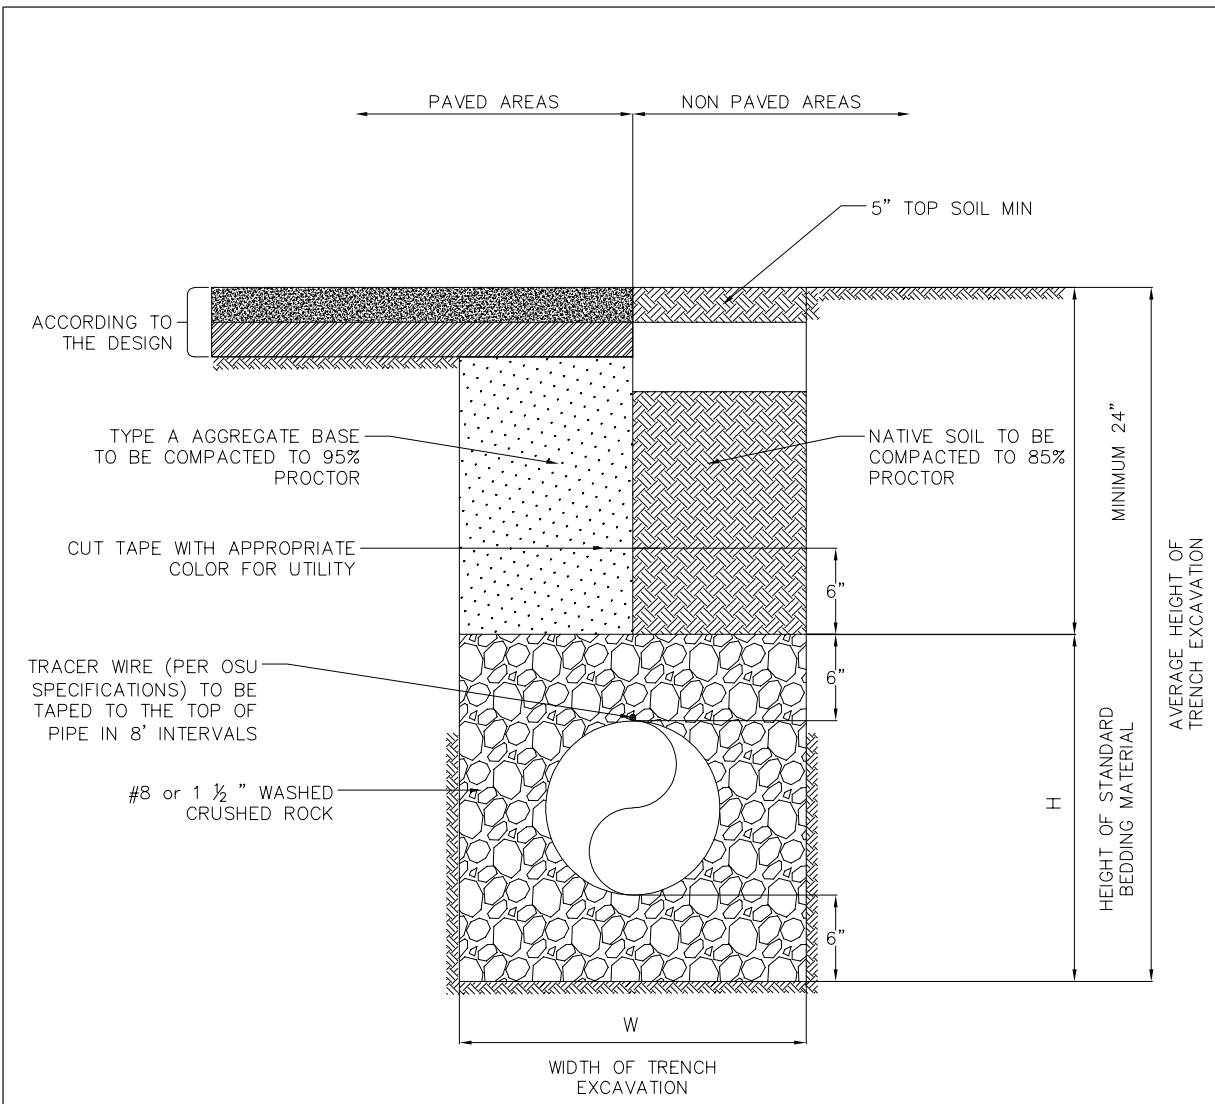 PAVED AREAS
NON PAVED AREAS
5” TOP SOIL MIN
ACCORDING TO
THE DESIGN
TYPE A AGGREGATE BASE
TO BE COMPACTED TO 95%
PROCTOR
NATIVE SOIL TO BE
COMPACTED TO 85%
PROCTOR
MINIMUM 24”
CUT TAPE WITH APPROPRIATE
COLOR FOR UTILITY
6”
AVERAGE HEIGHT OF
TRENCH EXCAVATION
TRACER WIRE (PER OSU
SPECIFICATIONS) TO BE
TAPED TO THE TOP OF
PIPE IN 8’ INTERVALS
6”
#8 or 1 ½ ” WASHED
CRUSHED ROCK
H
HEIGHT OF STANDARD
BEDDING MATERIAL
6”
W
WIDTH OF TRENCH
EXCAVATION